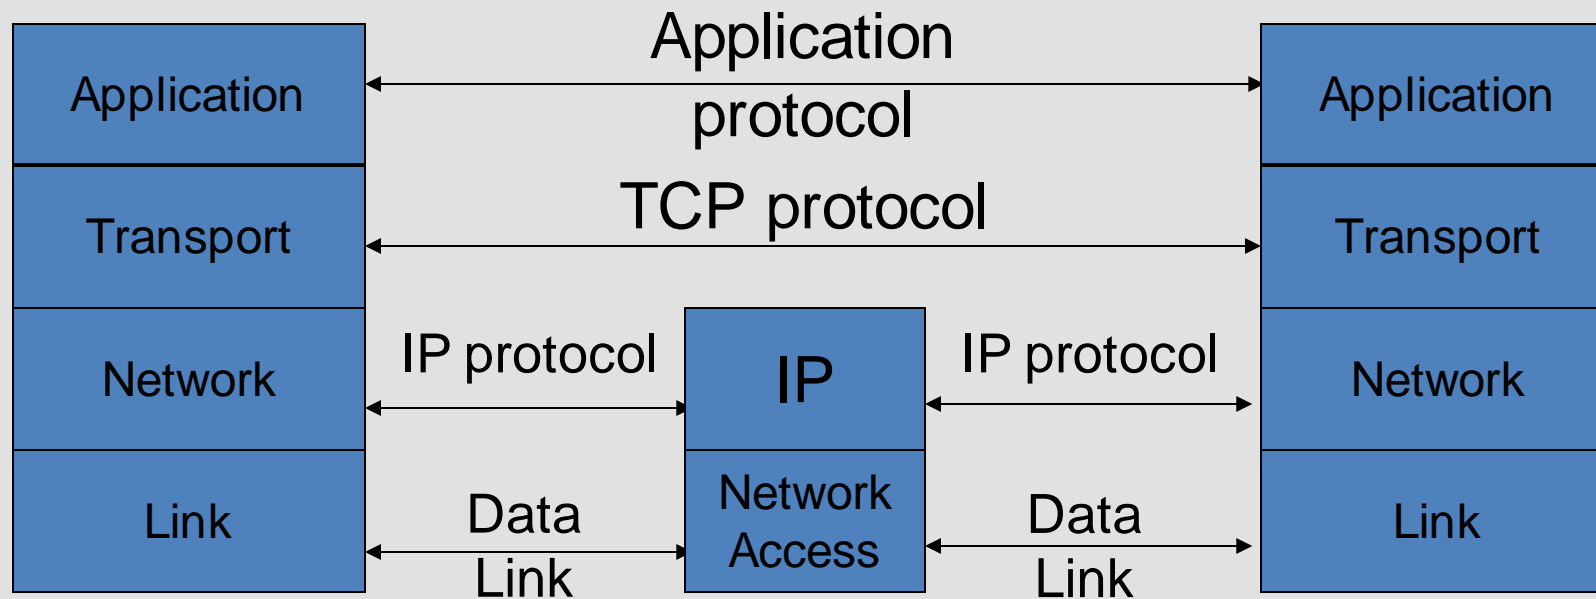 Application
Application
protocol
Application
Transport
TCP protocol
Transport
Network
IP protocol
IP
IP protocol
Network
Link
Data
Link
Network
Access
Data
Link
Link